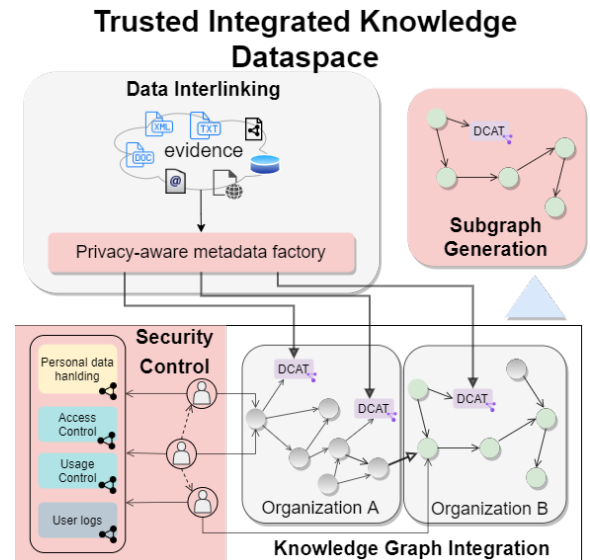 Trusted Integrated Knowledge
Dataspace
Data Interlinking
XML
TXT
DOC
evidence
@
Privacy-aware metadata factory
DCAT
Subgraph
Generation
Security
Control
Personal data
hanlding
Access
Control
Usage
Control
User logs
DCAT
DCAT
Organization A
DCAT
Organization B
Knowledge Graph Integration